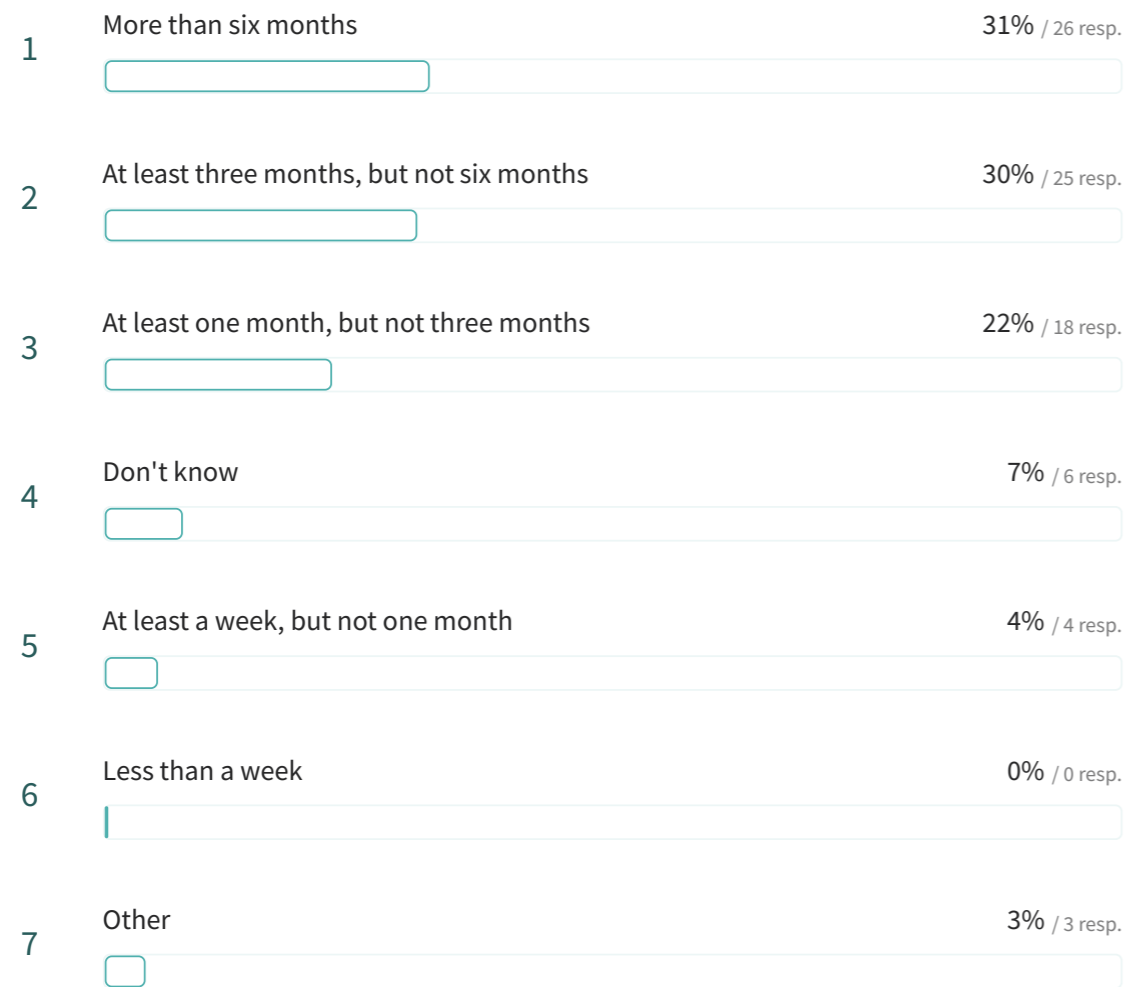 1 More than six months 31% / 26 resp.
2 At least three months, but not six months 30% / 25 resp.
3 At least one month, but not three months 22% / 18 resp.
4 Don't know 7% / 6 resp.
5 At least a week, but not one month 4% / 4 resp.
6 Less than a week 0% / 0 resp.
7 Other 3% / 3 resp.